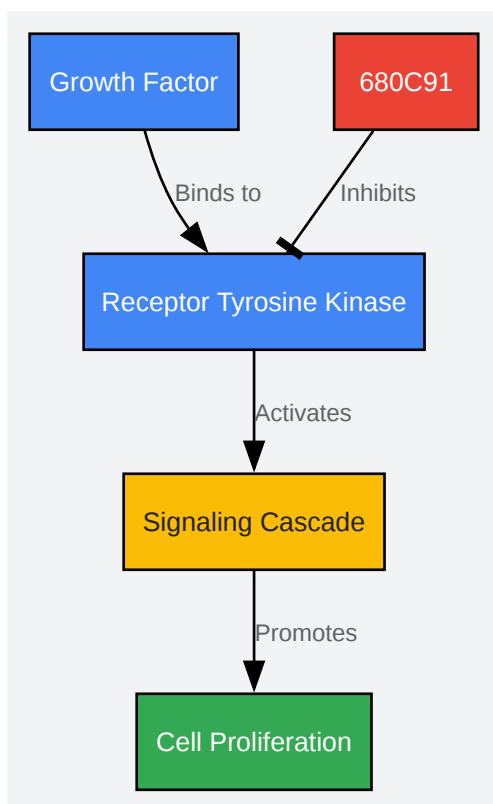 Growth Factor
680C91
Binds to
Inhibits
Receptor Tyrosine Kinase
Activates
Signaling Cascade
Promotes
Cell Proliferation